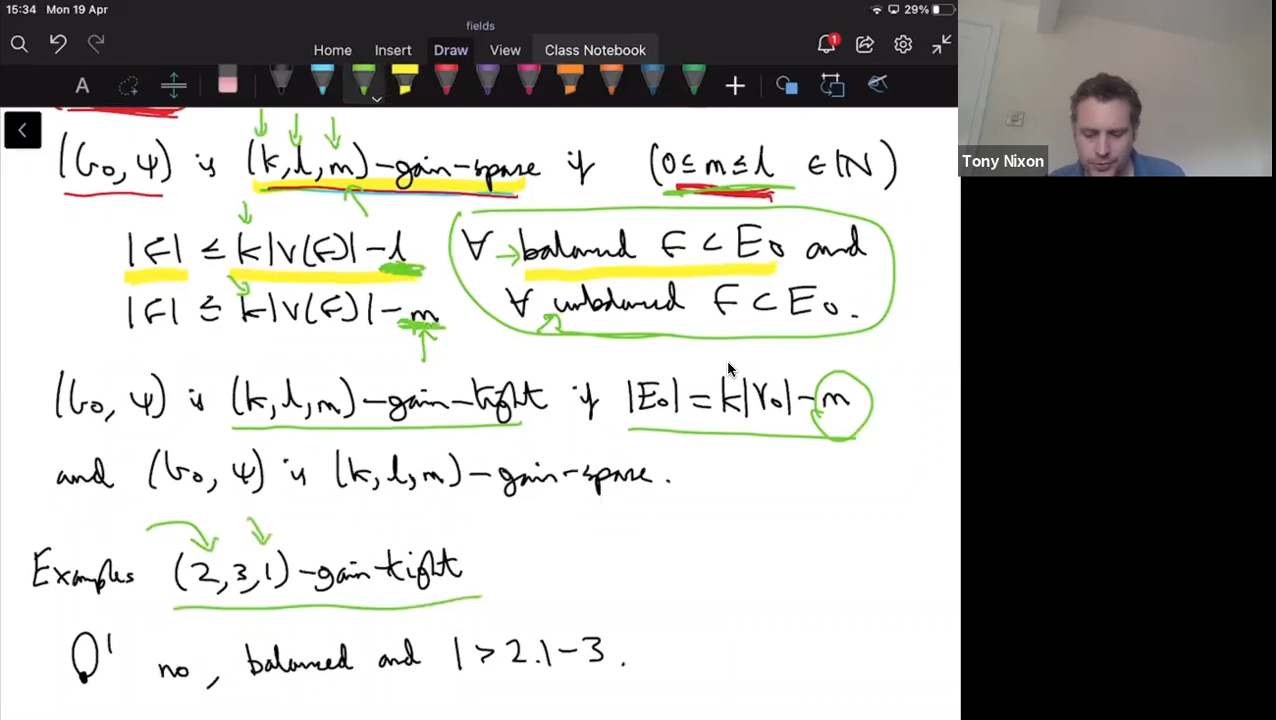 15:34 Mon 19 Apr
29%
fields
Home Insert Draw View Class Notebook
1
A
Tony Nixon
(G₀, ψ) is (k, l, m)-gain-sparse if (0 ≤ m ≤ l ∈ ℕ)
|F| ≤ k|V(F)| - l ∀ balanced F ⊂ E₀ and
|F| ≤ k|V(F)| - m ∀ unbalanced F ⊂ E₀.
(G₀, ψ) is (k, l, m)-gain-tight if |E₀| = k|V₀| - m
and (G₀, ψ) is (k, l, m)-gain-sparse.
Examples (2, 3, 1)-gain-tight
1 no, balanced and 1 > 2.1 - 3.